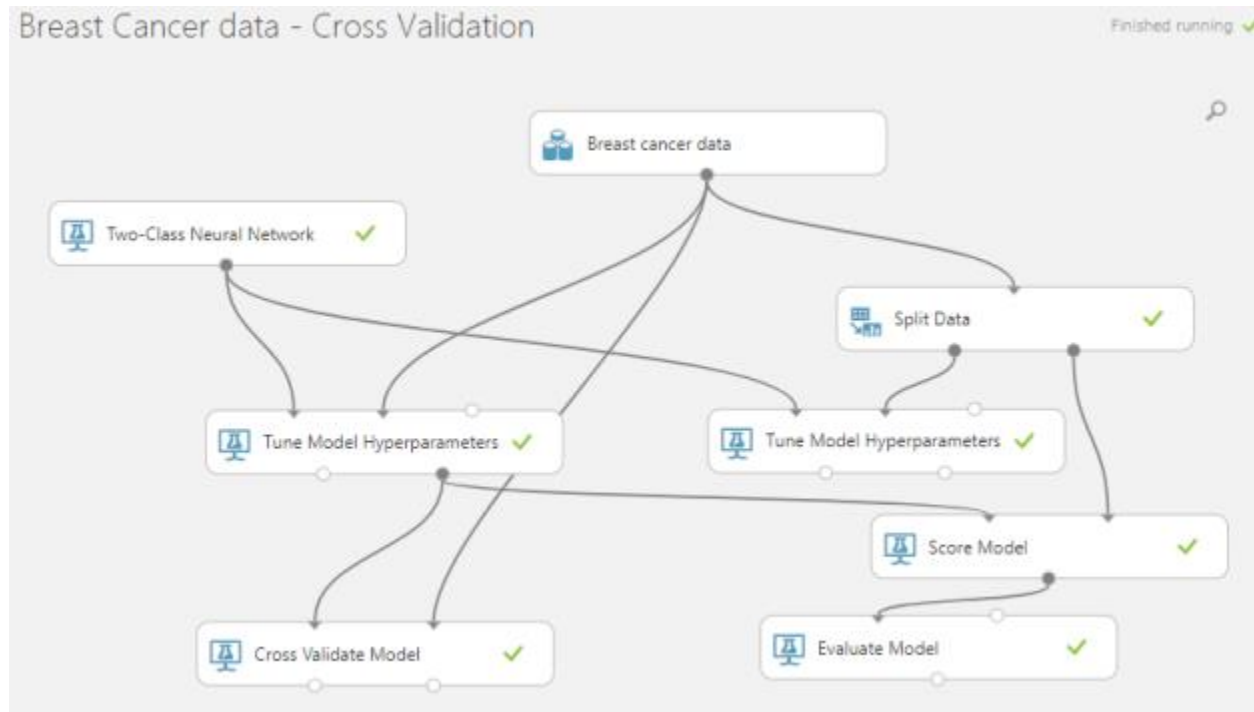 Breast Cancer data - Cross Validation
Finished running
Breast cancer data
Two-Class Neural Network
Split Data
Tune Model Hyperparameters
Tune Model Hyperparameters
Score Model
Cross Validate Model
Evaluate Model